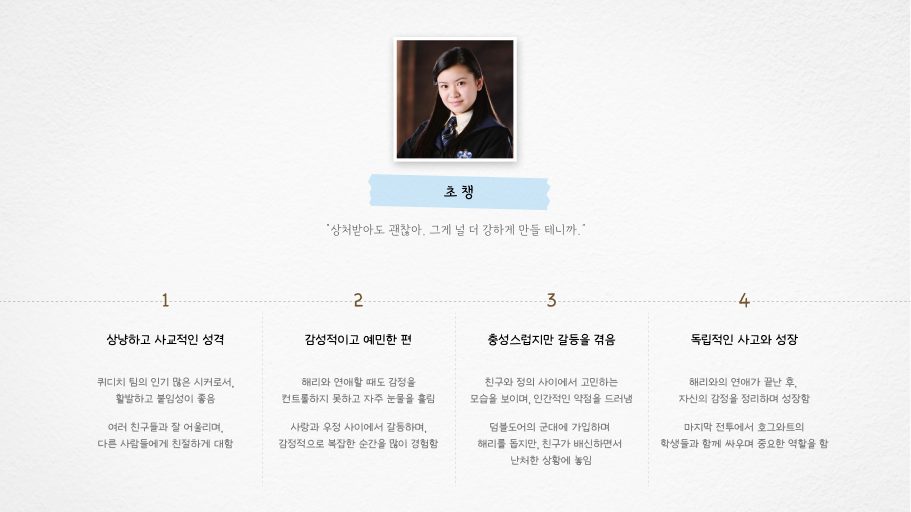 초 챙
"상처받아도 괜찮아. 그게 널 더 강하게 만들 테니까."
1 2 3 4
상냥하고 사교적인 성격
퀴디치 팀의 인기 많은 시커로서,
활발하고 붙임성이 좋음
여러 친구들과 잘 어울리며,
다른 사람들에게 친절하게 대함
감성적이고 예민한 편
해리와 연애할 때도 감정을
컨트롤하지 못하고 자주 눈물을 흘림
사랑과 우정 사이에서 갈등하며,
감정적으로 복잡한 순간을 많이 경험함
충성스럽지만 갈등을 겪음
친구와 정의 사이에서 고민하는
모습을 보이며, 인간적인 약점을 드러냄
덤블도어의 군대에 가입하며
해리를 돕지만, 친구가 배신하면서
난처한 상황에 놓임
독립적인 사고와 성장
해리와의 연애가 끝난 후,
자신의 감정을 정리하며 성장함
마지막 전투에서 호그와트의
학생들과 함께 싸우며 중요한 역할을 함